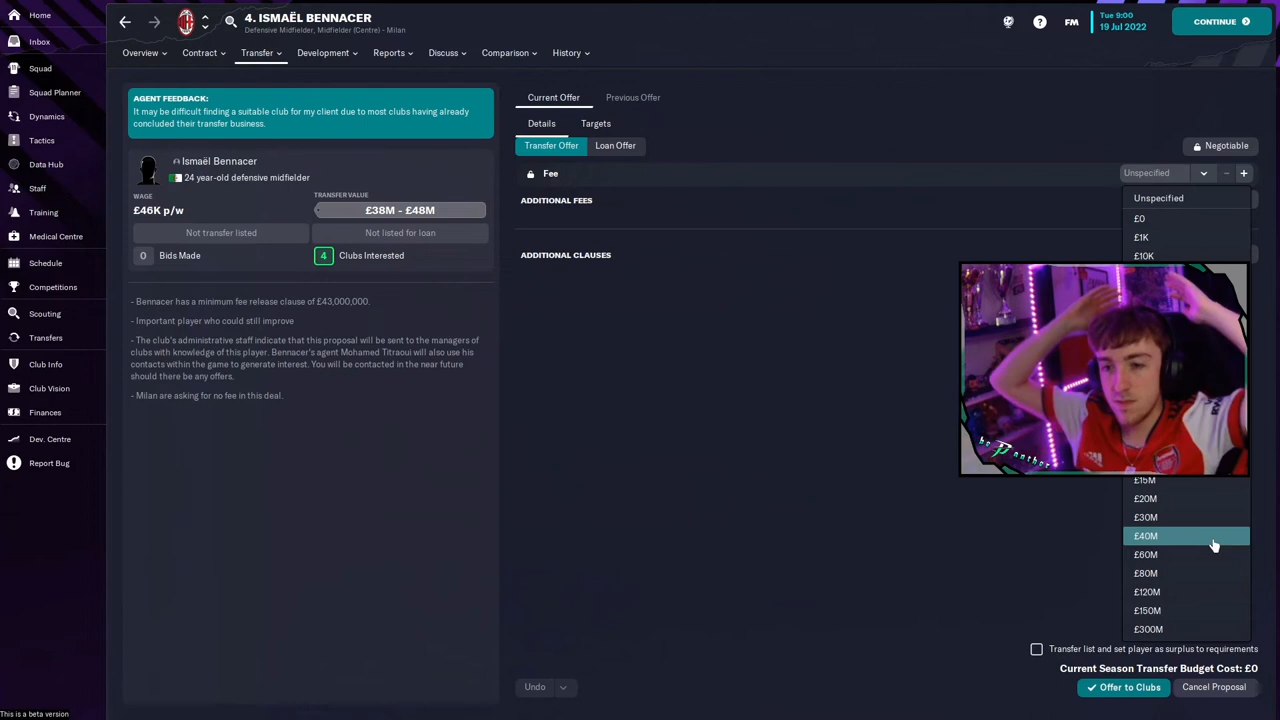 Home
Inbox
Squad
Squad Planner
Dynamics
Tactics
Data Hub
Staff
Training
Medical Centre
Schedule
Competitions
Scouting
Transfers
Club Info
Club Vision
Finances
Dev. Centre
Report Bug
This is a beta version
4. ISMAËL BENNACER
Defensive Midfielder, Midfielder (Centre) - Milan
FM
Tue 9:00
19 Jul 2022
CONTINUE
Overview
Contract
Transfer
Development
Reports
Discuss
Comparison
History
AGENT FEEDBACK:
It may be difficult finding a suitable club for my client due to most clubs having already
concluded their transfer business.
Ismaël Bennacer
24 year-old defensive midfielder
WAGE
£46K p/w
TRANSFER VALUE
£38M - £48M
Not transfer listed
Not listed for loan
0 Bids Made
4 Clubs Interested
- Bennacer has a minimum fee release clause of £43,000,000.
- Important player who could still improve
- The club's administrative staff indicate that this proposal will be sent to the managers of
clubs with knowledge of this player. Bennacer's agent Mohamed Titraoui will also use his
contacts within the game to generate interest. You will be contacted in the near future
should there be any offers.
- Milan are asking for no fee in this deal.
Current Offer
Previous Offer
Details
Targets
Transfer Offer
Loan Offer
Negotiable
Fee
Unspecified
ADDITIONAL FEES
ADDITIONAL CLAUSES
Unspecified
£0
£1K
£10K
£15M
£20M
£30M
£40M
£60M
£80M
£120M
£150M
£300M
be Panther
Transfer list and set player as surplus to requirements
Current Season Transfer Budget Cost: £0
Undo
Offer to Clubs
Cancel Proposal